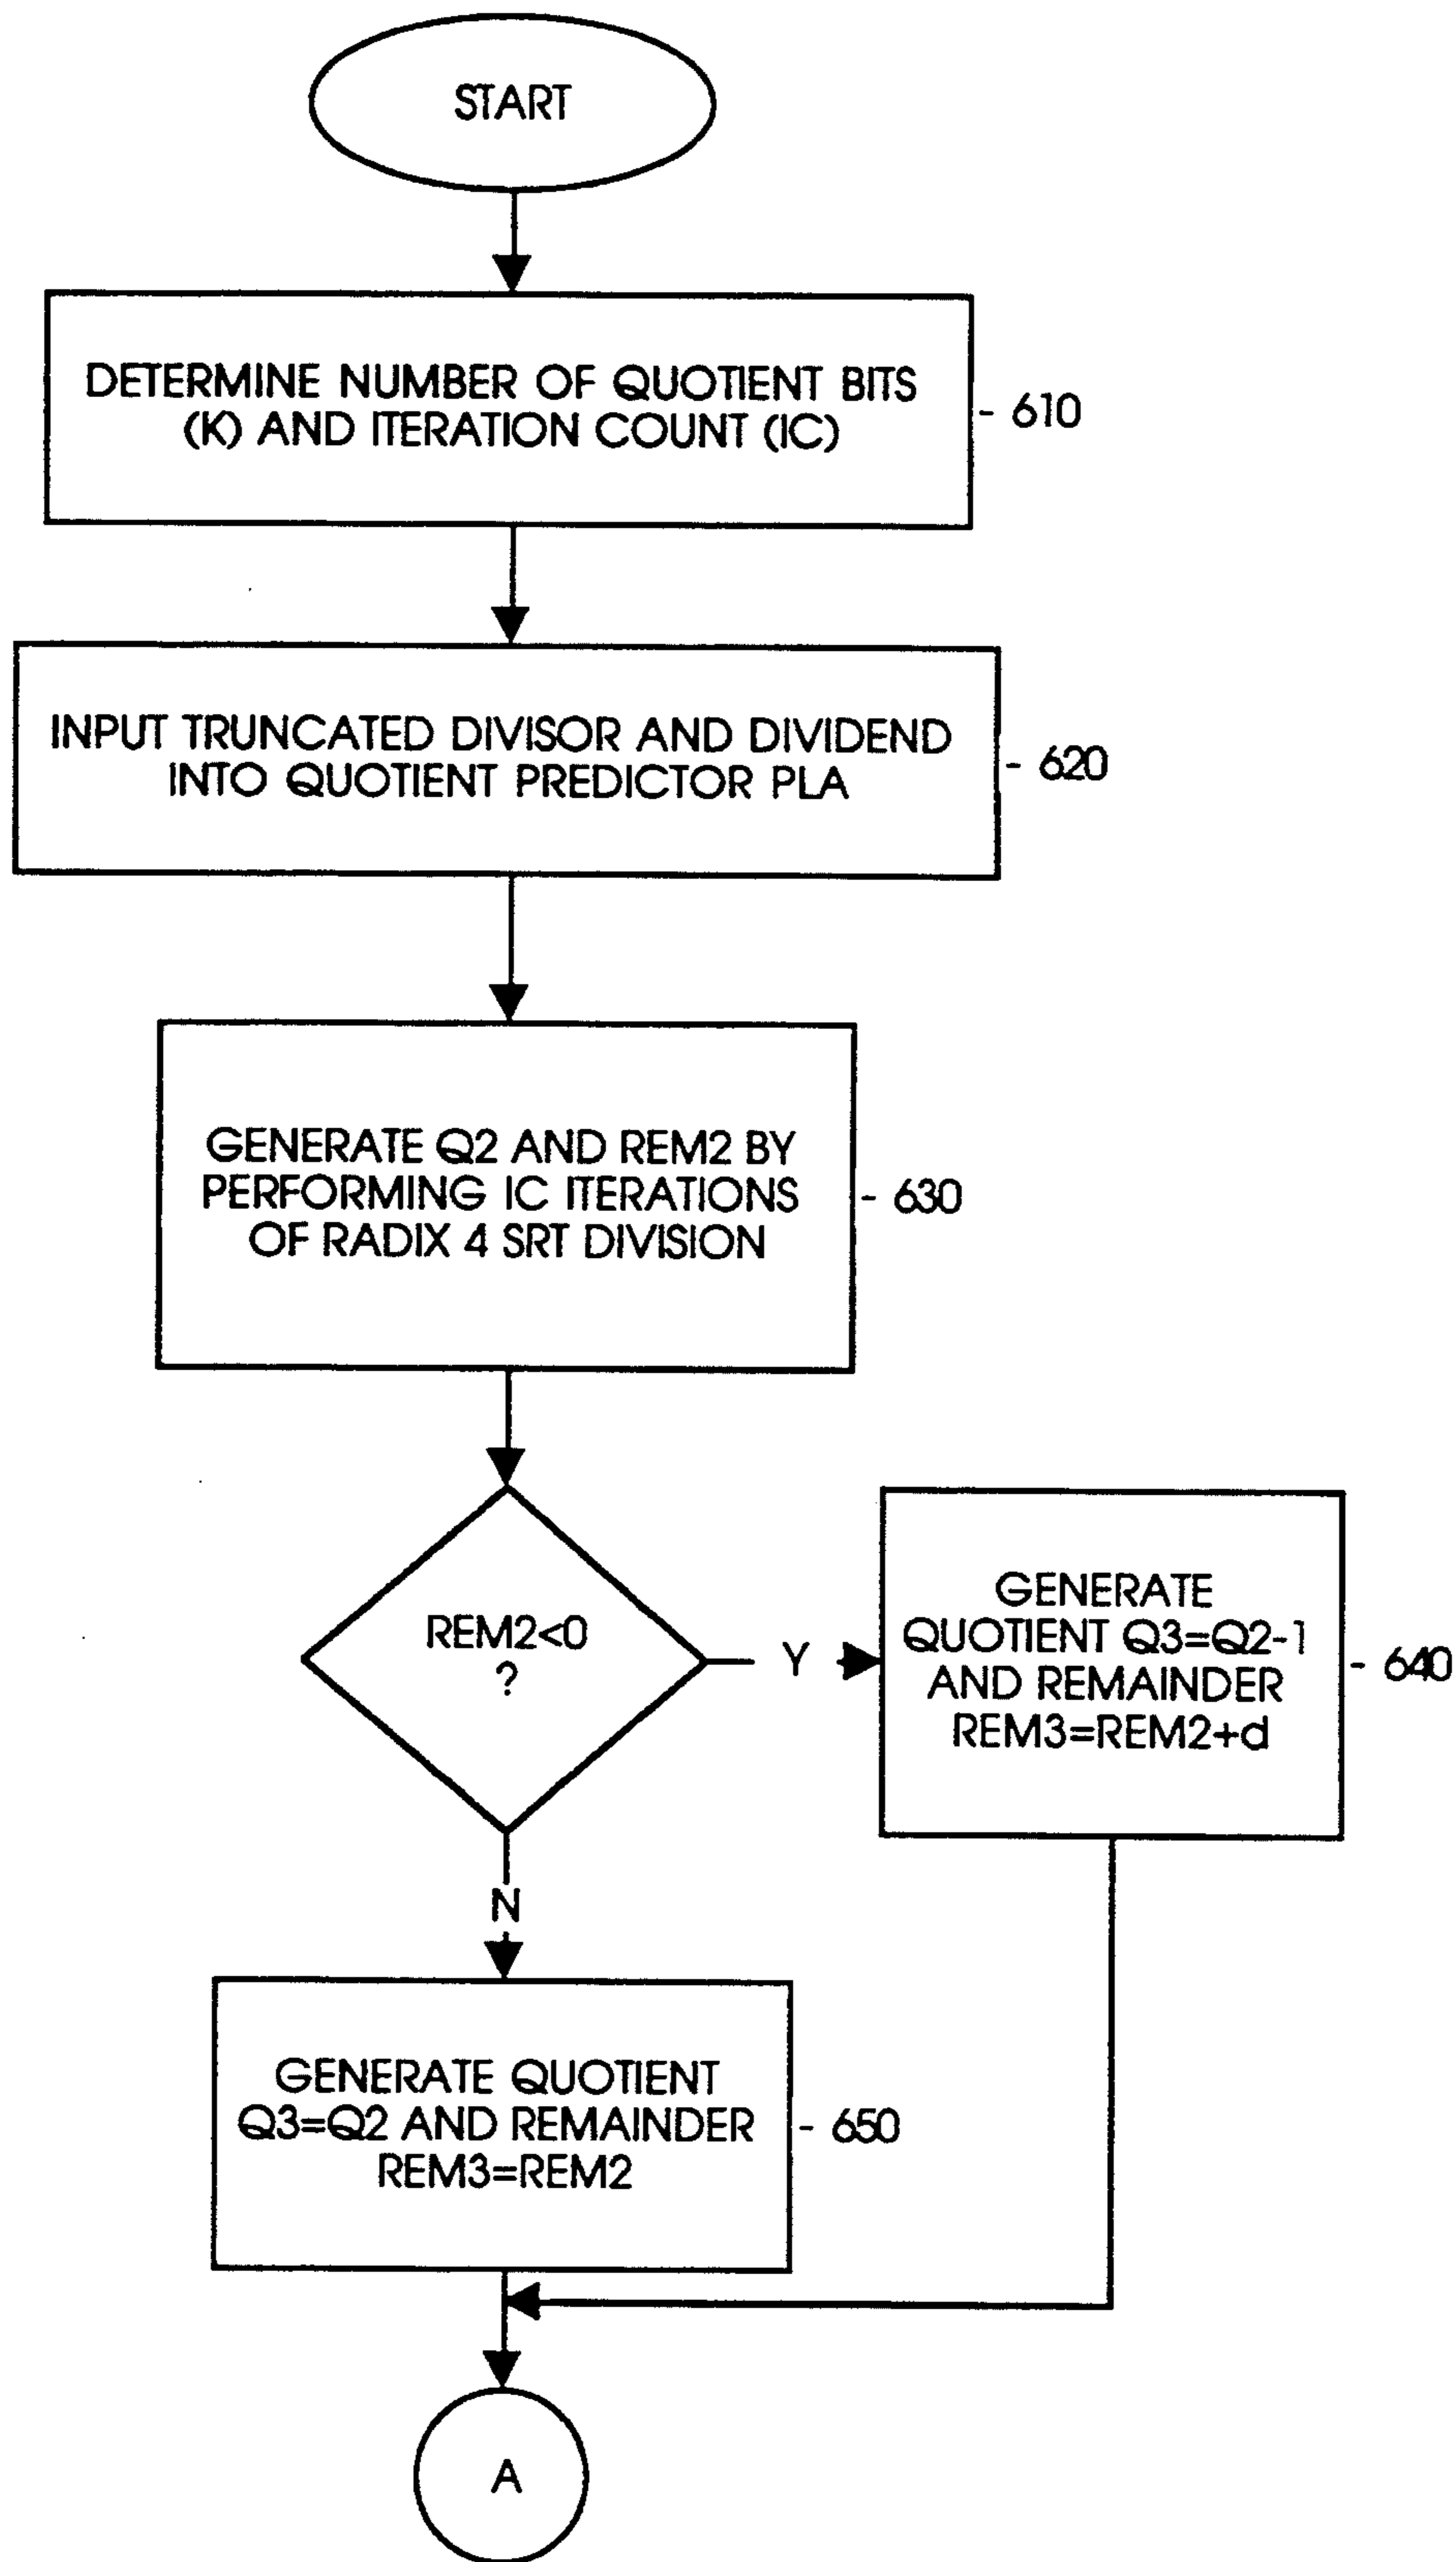 START
DETERMINE NUMBER OF QUOTIENT BITS
(K) AND ITERATION COUNT (IC)
- 610
INPUT TRUNCATED DIVISOR AND DIVIDEND
INTO QUOTIENT PREDICTOR PLA
- 620
GENERATE Q2 AND REM2 BY
PERFORMING IC ITERATIONS
OF RADIX 4 SRT DIVISION
- 630
REM2<0
?
Y
GENERATE
QUOTIENT Q3=Q2-1
AND REMAINDER
REM3=REM2+d
- 640
N
GENERATE QUOTIENT
Q3=Q2 AND REMAINDER
REM3=REM2
- 650
A